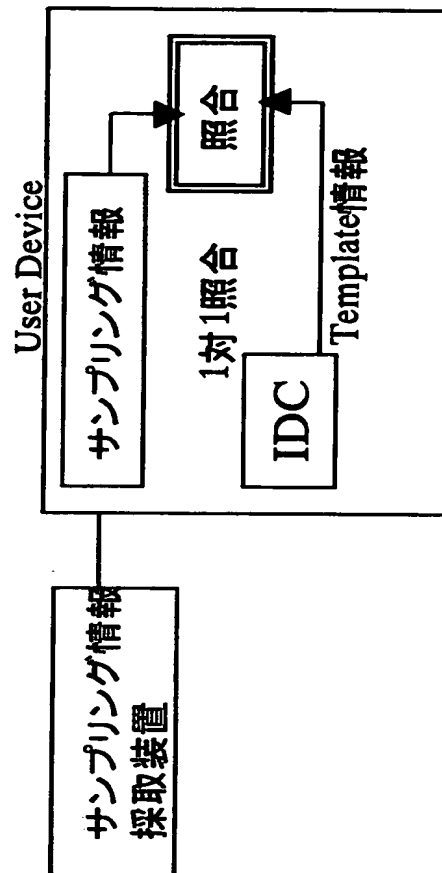 User Device
サンプリング情報
採取装置
サンプリング情報
照合
1対1照合
IDC
Template情報